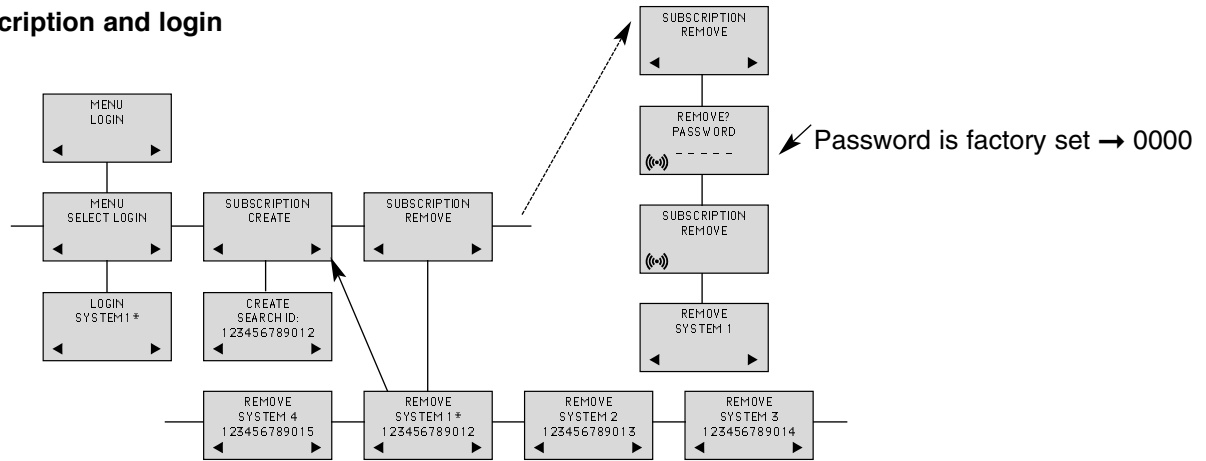 cription and login
SUBSCRIPTION
REMOVE
MENU
LOGIN
REMOVE?
PASSWORD
_ _ _ _ _
Password is factory set → 0000
MENU
SELECT LOGIN
SUBSCRIPTION
CREATE
SUBSCRIPTION
REMOVE
SUBSCRIPTION
REMOVE
LOGIN
SYSTEM1*
CREATE
SEARCH ID:
123456789012
REMOVE
SYSTEM 1
REMOVE
SYSTEM 4
123456789015
REMOVE
SYSTEM 1*
123456789012
REMOVE
SYSTEM 2
123456789013
REMOVE
SYSTEM 3
123456789014